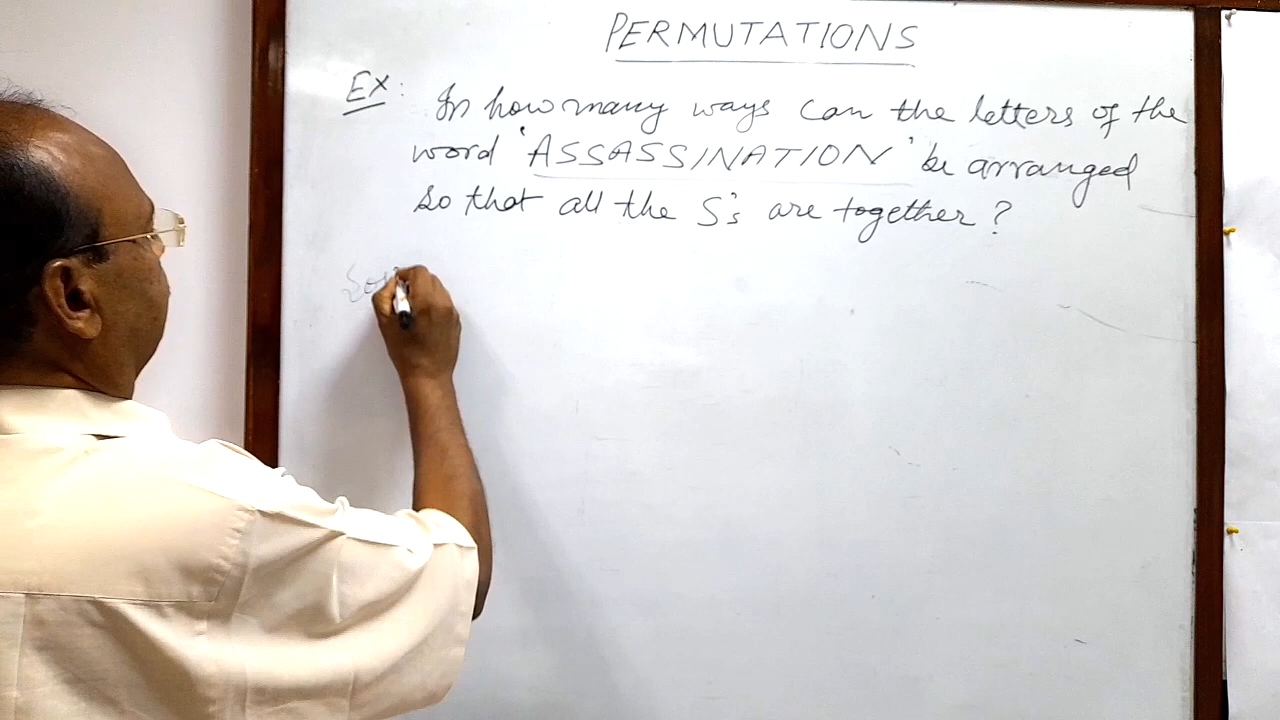 PERMUTATIONS
EX: In how many ways can the letters of the
word 'ASSASSINATION' be arranged
so that all the S's are together?